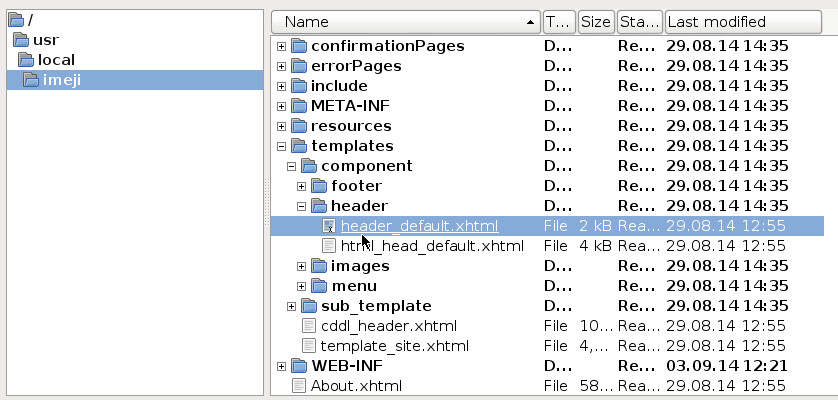 /
usr
local
imeji
Name T... Size Sta... Last modified
confirmationPages D... Re... 29.08.14 14:35
errorPages D... Re... 29.08.14 14:35
include D... Re... 29.08.14 14:35
META-INF D... Re... 29.08.14 14:35
resources D... Re... 29.08.14 14:35
templates D... Re... 29.08.14 14:35
component D... Re... 29.08.14 14:35
footer D... Re... 29.08.14 14:35
header D... Re... 29.08.14 14:35
header_default.xhtml File 2 kB Rea... 29.08.14 12:55
html_head_default.xhtml File 4 kB Rea... 29.08.14 12:55
images D... Re... 29.08.14 14:35
menu D... Re... 29.08.14 14:35
sub_template D... Re... 29.08.14 14:35
cddl_header.xhtml File 10... Rea... 29.08.14 12:55
template_site.xhtml File 4,... Rea... 29.08.14 12:55
WEB-INF D... Re... 03.09.14 12:21
About.xhtml File 58... Rea... 29.08.14 12:55